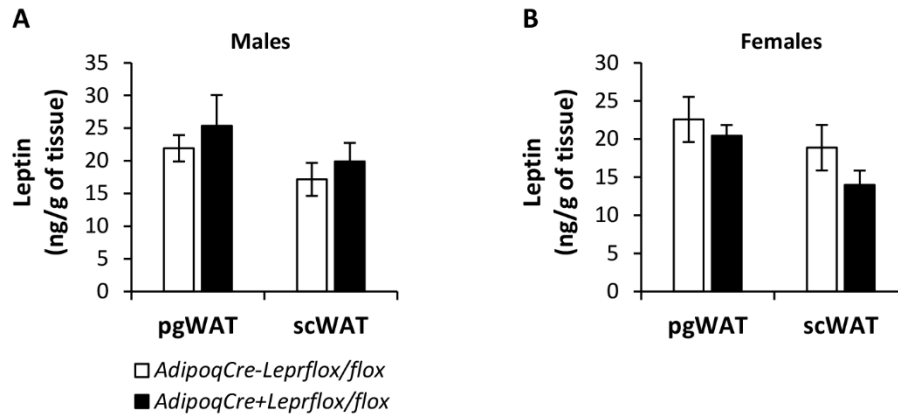 A
Males
Leptin
(ng/g of tissue)
35
30
25
20
15
10
5
0
pgWAT scWAT
AdipoqCre-Leprflox/flox
AdipoqCre+Leprflox/flox
B
Females
Leptin
(ng/g of tissue)
30
25
20
15
10
5
0
pgWAT scWAT